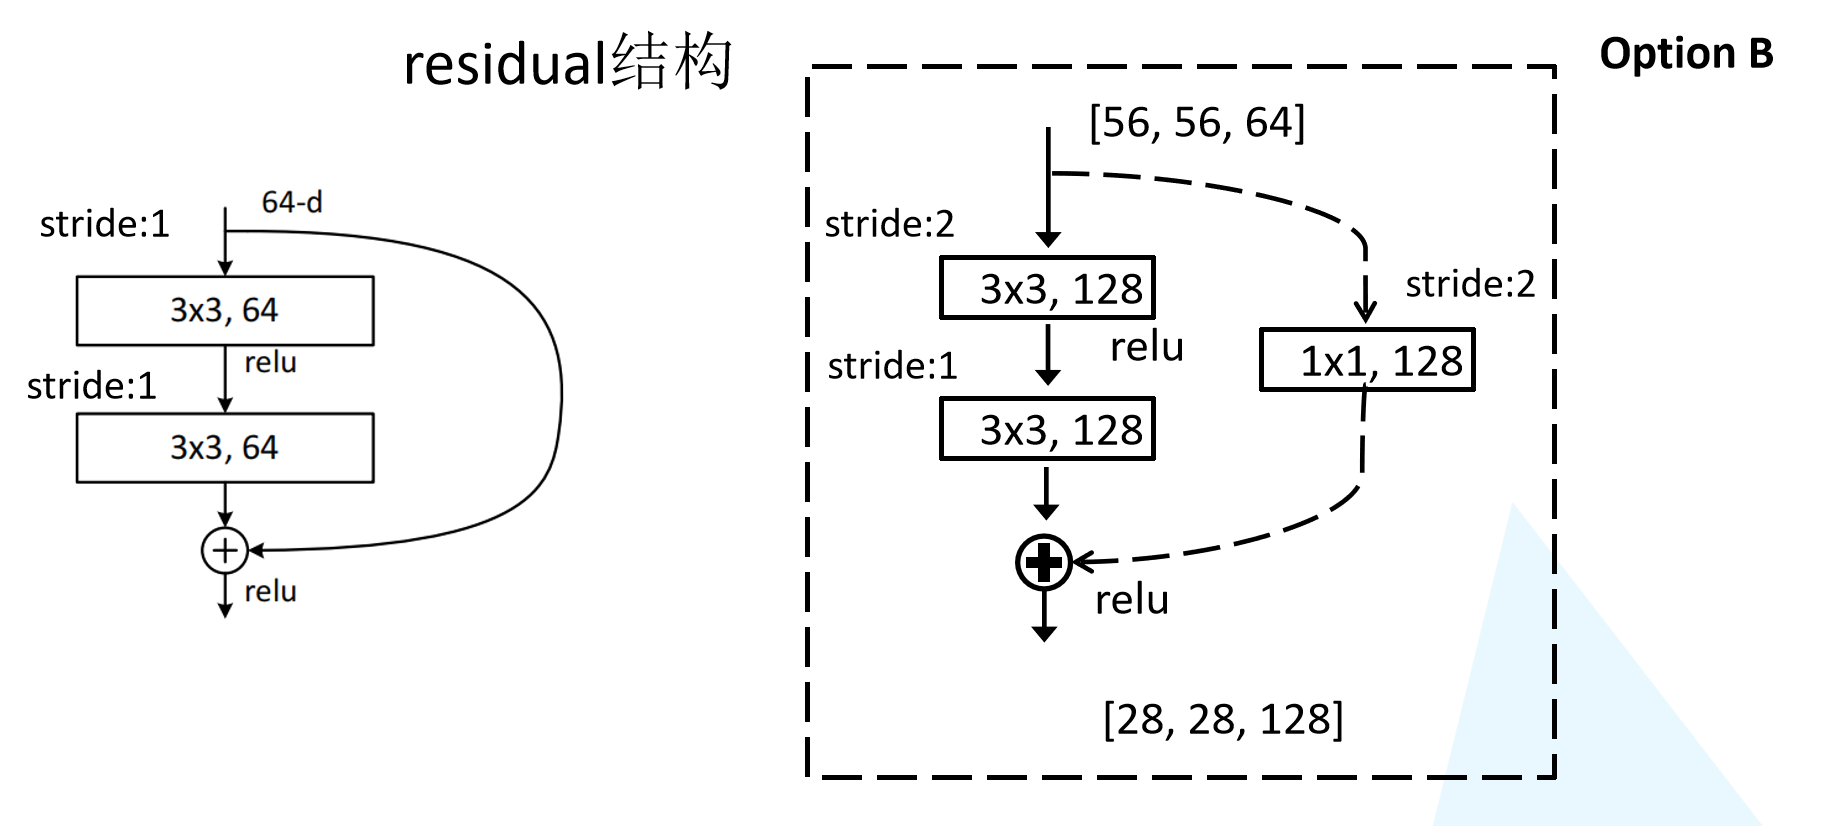 residual结构
64-d
stride:1
3x3, 64
relu
stride:1
3x3, 64
relu
Option B
[56, 56, 64]
stride:2
3x3, 128
stride:2
relu
1x1, 128
stride:1
3x3, 128
relu
[28, 28, 128]